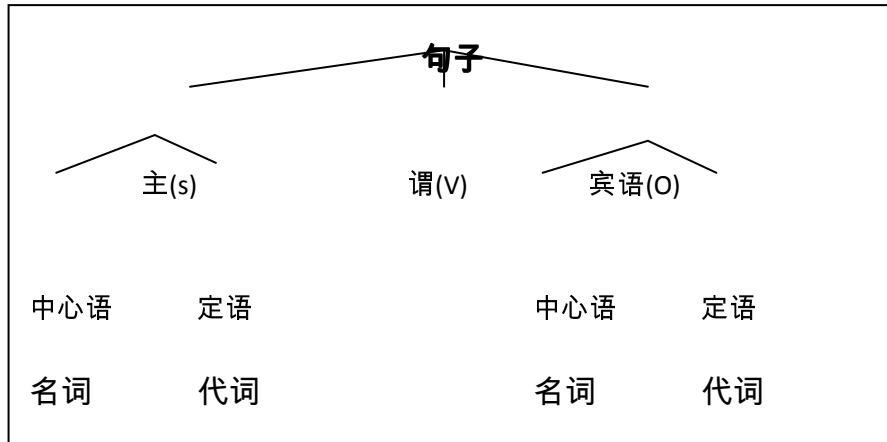 句子
主(s) 谓(V) 宾语(O)
中心语 定语 中心语 定语
名词 代词 名词 代词